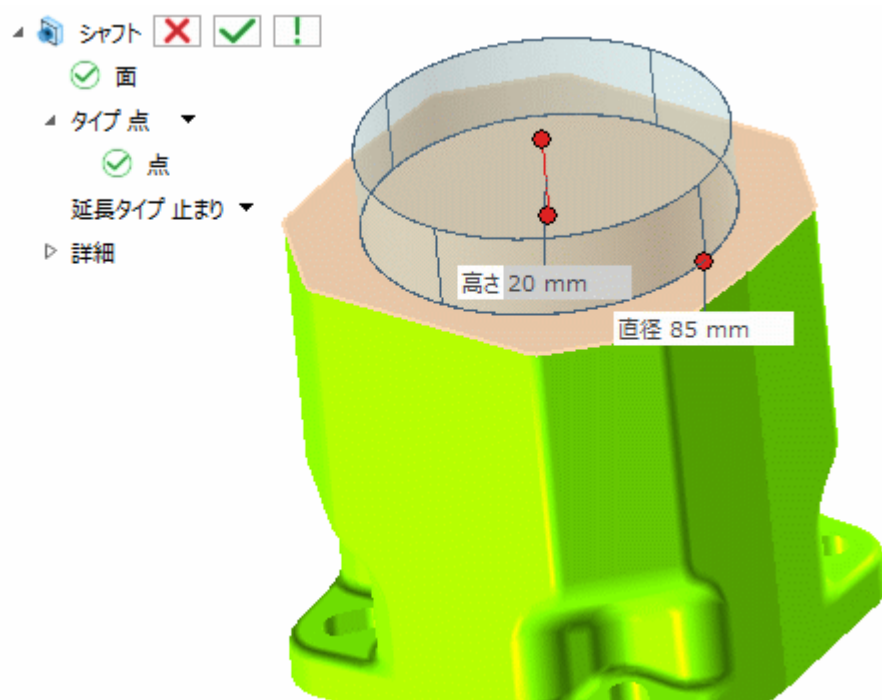 シャフト
面
タイプ 点
点
延長タイプ 止まり
詳細
高さ 20 mm
直径 85 mm